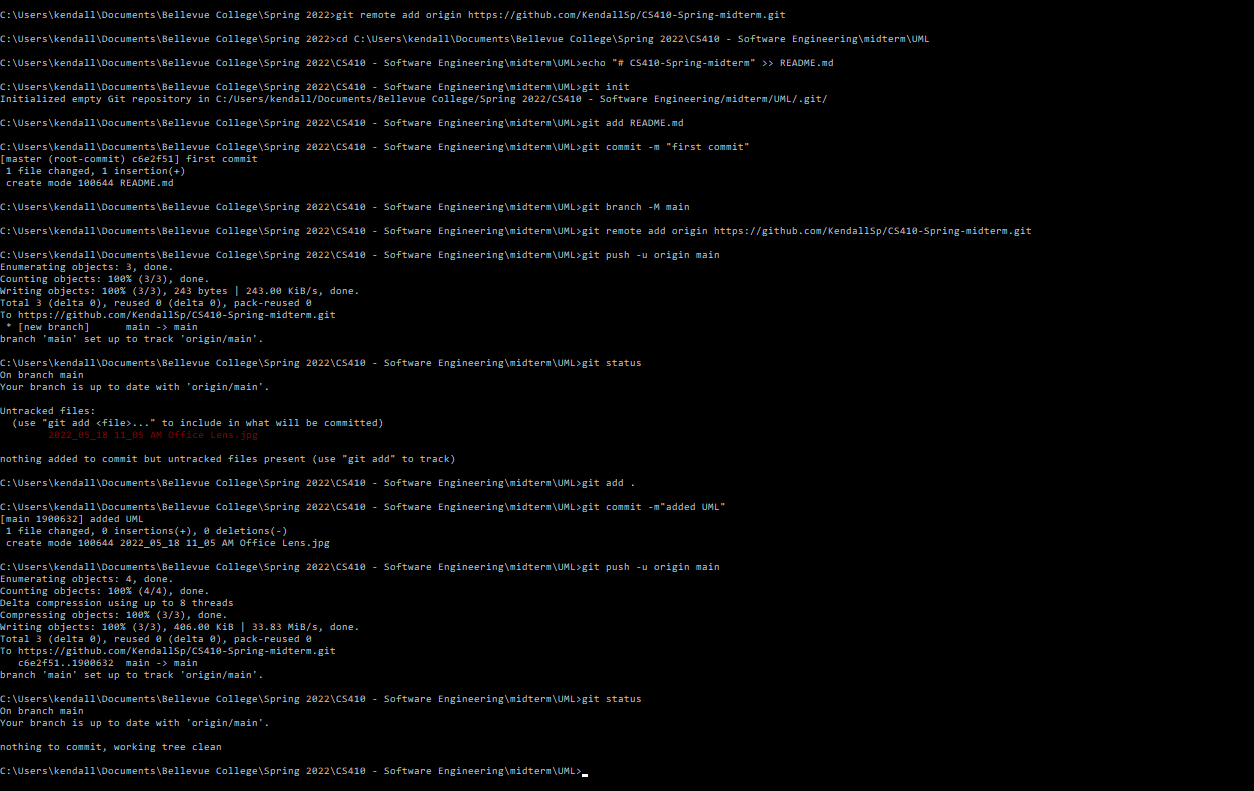 C:\Users\kendall\Documents\Bellevue College\Spring 2022>git remote add origin https://github.com/KendallSp/CS410-Spring-midterm.git
C:\Users\kendall\Documents\Bellevue College\Spring 2022>cd C:\Users\kendall\Documents\Bellevue College\Spring 2022\CS410 - Software Engineering\midterm\UML
C:\Users\kendall\Documents\Bellevue College\Spring 2022\CS410 - Software Engineering\midterm\UML>echo "# CS410-Spring-midterm" >> README.md
C:\Users\kendall\Documents\Bellevue College\Spring 2022\CS410 - Software Engineering\midterm\UML>git init
Initialized empty Git repository in C:/Users/kendall/Documents/Bellevue College/Spring 2022/CS410 - Software Engineering/midterm/UML/.git/
C:\Users\kendall\Documents\Bellevue College\Spring 2022\CS410 - Software Engineering\midterm\UML>git add README.md
C:\Users\kendall\Documents\Bellevue College\Spring 2022\CS410 - Software Engineering\midterm\UML>git commit -m "first commit"
[master (root-commit) c6e2f51] first commit
 1 file changed, 1 insertion(+)
 create mode 100644 README.md
C:\Users\kendall\Documents\Bellevue College\Spring 2022\CS410 - Software Engineering\midterm\UML>git branch -M main
C:\Users\kendall\Documents\Bellevue College\Spring 2022\CS410 - Software Engineering\midterm\UML>git remote add origin https://github.com/KendallSp/CS410-Spring-midterm.git
C:\Users\kendall\Documents\Bellevue College\Spring 2022\CS410 - Software Engineering\midterm\UML>git push -u origin main
Enumerating objects: 3, done.
Counting objects: 100% (3/3), done.
Writing objects: 100% (3/3), 243 bytes | 243.00 KiB/s, done.
Total 3 (delta 0), reused 0 (delta 0), pack-reused 0
To https://github.com/KendallSp/CS410-Spring-midterm.git
 * [new branch]      main -> main
branch 'main' set up to track 'origin/main'.
C:\Users\kendall\Documents\Bellevue College\Spring 2022\CS410 - Software Engineering\midterm\UML>git status
On branch main
Your branch is up to date with 'origin/main'.
Untracked files:
  (use "git add <file>..." to include in what will be committed)
        2022_05_18 11_05 AM Office Lens.jpg
nothing added to commit but untracked files present (use "git add" to track)
C:\Users\kendall\Documents\Bellevue College\Spring 2022\CS410 - Software Engineering\midterm\UML>git add .
C:\Users\kendall\Documents\Bellevue College\Spring 2022\CS410 - Software Engineering\midterm\UML>git commit -m"added UML"
[main 1900632] added UML
 1 file changed, 0 insertions(+), 0 deletions(-)
 create mode 100644 2022_05_18 11_05 AM Office Lens.jpg
C:\Users\kendall\Documents\Bellevue College\Spring 2022\CS410 - Software Engineering\midterm\UML>git push -u origin main
Enumerating objects: 4, done.
Counting objects: 100% (4/4), done.
Delta compression using up to 8 threads
Compressing objects: 100% (3/3), done.
Writing objects: 100% (3/3), 406.00 KiB | 33.83 MiB/s, done.
Total 3 (delta 0), reused 0 (delta 0), pack-reused 0
To https://github.com/KendallSp/CS410-Spring-midterm.git
   c6e2f51..1900632  main -> main
branch 'main' set up to track 'origin/main'.
C:\Users\kendall\Documents\Bellevue College\Spring 2022\CS410 - Software Engineering\midterm\UML>git status
On branch main
Your branch is up to date with 'origin/main'.
nothing to commit, working tree clean
C:\Users\kendall\Documents\Bellevue College\Spring 2022\CS410 - Software Engineering\midterm\UML>